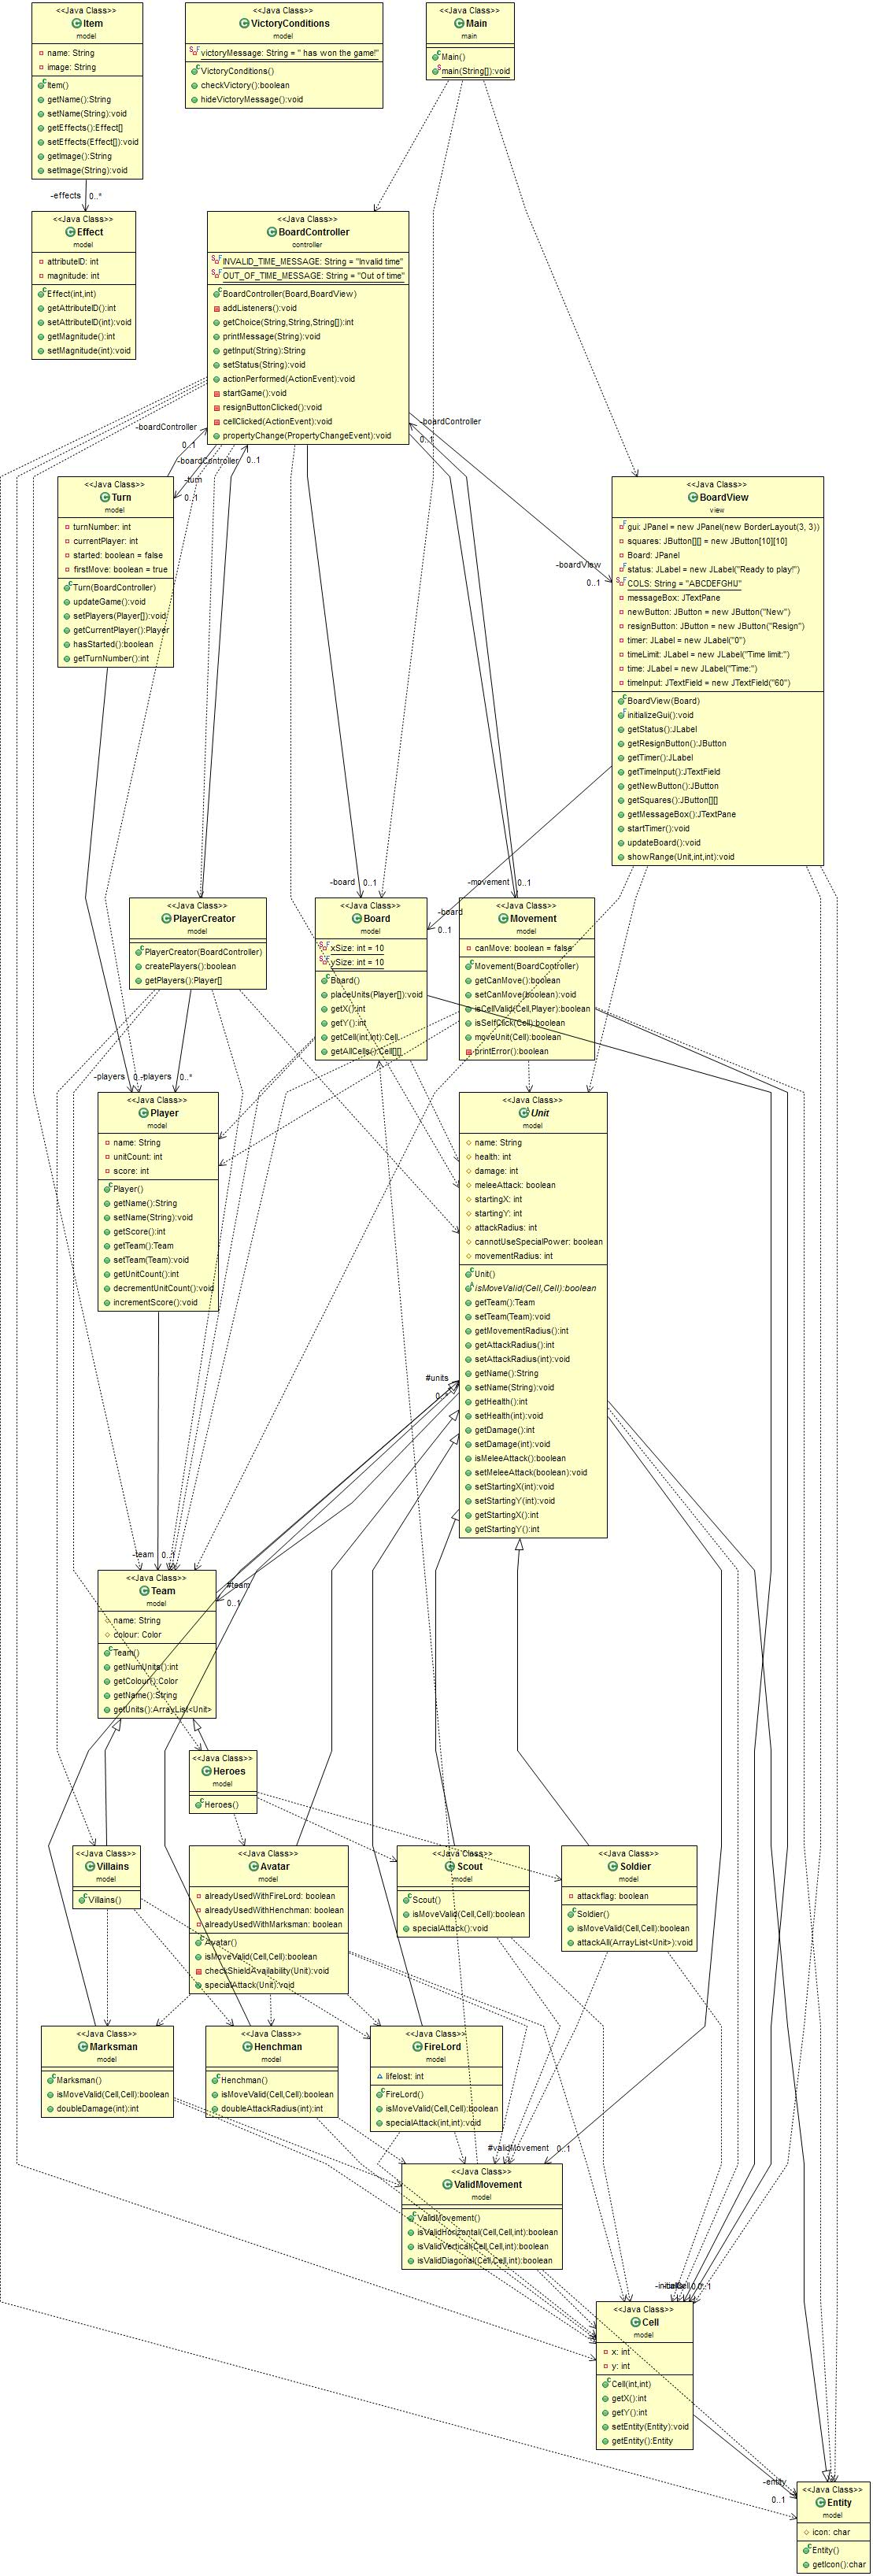 <<Java Class>>
Item
model
name: String
image: String
Item()
getName():String
setName(String):void
getEffects():Effect[]
setEffects(Effect[]):void
getImage():String
setImage(String):void
<<Java Class>>
VictoryConditions
model
victoryMessage: String = " has won the game!"
VictoryConditions()
checkVictory():boolean
hideVictoryMessage():void
<<Java Class>>
Main
main
Main()
main(String[]):void
-effects 0..*
<<Java Class>>
Effect
model
attributeID: int
magnitude: int
Effect(int,int)
getAttributeID():int
setAttributeID(int):void
getMagnitude():int
setMagnitude(int):void
<<Java Class>>
BoardController
controller
INVALID_TIME_MESSAGE: String = "Invalid time"
OUT_OF_TIME_MESSAGE: String = "Out of time"
BoardController(Board,BoardView)
addListeners():void
getChoice(String,String,String[]):int
printMessage(String):void
getInput(String):String
setStatus(String):void
actionPerformed(ActionEvent):void
startGame():void
resignButtonClicked():void
cellClicked(ActionEvent):void
propertyChange(PropertyChangeEvent):void
-boardController
0..1
-boardController
0..1
-boardController
0..1
-turn
0..1
<<Java Class>>
Turn
model
turnNumber: int
currentPlayer: int
started: boolean = false
firstMove: boolean = true
Turn(BoardController)
updateGame():void
setPlayers(Player[]):void
getCurrentPlayer():Player
hasStarted():boolean
getTurnNumber():int
-boardView
0..1
<<Java Class>>
BoardView
view
gui: JPanel = new JPanel(new BorderLayout(3, 3))
squares: JButton[][] = new JButton[10][10]
Board: JPanel
status: JLabel = new JLabel("Ready to play!")
COLS: String = "ABCDEFGHIJ"
messageBox: JTextPane
newButton: JButton = new JButton("New")
resignButton: JButton = new JButton("Resign")
timer: JLabel = new JLabel("0")
timeLimit: JLabel = new JLabel("Time limit:")
time: JLabel = new JLabel("Time:")
timeInput: JTextField = new JTextField("60")
BoardView(Board)
initializeGui():void
getStatus():JLabel
getResignButton():JButton
getTimer():JLabel
getTimeInput():JTextField
getNewButton():JButton
getSquares():JButton[][]
getMessageBox():JTextPane
startTimer():void
updateBoard():void
showRange(Unit,int,int):void
<<Java Class>>
PlayerCreator
model
PlayerCreator(BoardController)
createPlayers():boolean
getPlayers():Player[]
-board 0..1
<<Java Class>>
Board
model
xSize: int = 10
ySize: int = 10
Board()
placeUnits(Player[]):void
getX():int
getY():int
getCell(int,int):Cell
getAllCells():Cell[][]
-board
0..1
-movement 0..1
<<Java Class>>
Movement
model
canMove: boolean = false
Movement(BoardController)
getCanMove():boolean
setCanMove(boolean):void
isCellValid(Cell,Player):boolean
isSelfClick(Cell):boolean
moveUnit(Cell):boolean
printError():boolean
-players 0..*
-players 0..*
<<Java Class>>
Player
model
name: String
unitCount: int
score: int
Player()
getName():String
setName(String):void
getScore():int
getTeam():Team
setTeam(Team):void
getUnitCount():int
decrementUnitCount():void
incrementScore():void
<<Java Class>>
Unit
model
name: String
health: int
damage: int
meleeAttack: boolean
startingX: int
startingY: int
attackRadius: int
cannotUseSpecialPower: boolean
movementRadius: int
Unit()
isMoveValid(Cell,Cell):boolean
getTeam():Team
setTeam(Team):void
getMovementRadius():int
getAttackRadius():int
setAttackRadius(int):void
getName():String
setName(String):void
getHealth():int
setHealth(int):void
getDamage():int
setDamage(int):void
isMeleeAttack():boolean
setMeleeAttack(boolean):void
setStartingX(int):void
setStartingY(int):void
getStartingX():int
getStartingY():int
#units
0..*
-team 0..1
#team
0..1
<<Java Class>>
Team
model
name: String
colour: Color
Team()
getNumUnits():int
getColour():Color
getName():String
getUnits():ArrayList<Unit>
<<Java Class>>
Heroes
model
Heroes()
<<Java Class>>
Villains
model
Villains()
<<Java Class>>
Avatar
model
alreadyUsedWithFireLord: boolean
alreadyUsedWithHenchman: boolean
alreadyUsedWithMarksman: boolean
Avatar()
isMoveValid(Cell,Cell):boolean
checkShieldAvailability(Unit):void
specialAttack(Unit):void
<<Java Class>>
Scout
model
Scout()
isMoveValid(Cell,Cell):boolean
specialAttack():void
<<Java Class>>
Soldier
model
attackflag: boolean
Soldier()
isMoveValid(Cell,Cell):boolean
attackAll(ArrayList<Unit>):void
<<Java Class>>
Marksman
model
Marksman()
isMoveValid(Cell,Cell):boolean
doubleDamage(int):int
<<Java Class>>
Henchman
model
Henchman()
isMoveValid(Cell,Cell):boolean
doubleAttackRadius(int):int
<<Java Class>>
FireLord
model
lifelost: int
FireLord()
isMoveValid(Cell,Cell):boolean
specialAttack(int,int):void
#validMovement 0..1
<<Java Class>>
ValidMovement
model
ValidMovement()
isValidHorizontal(Cell,Cell,int):boolean
isValidVertical(Cell,Cell,int):boolean
isValidDiagonal(Cell,Cell,int):boolean
0..1
<<Java Class>>
Cell
model
x: int
y: int
Cell(int,int)
getX():int
getY():int
setEntity(Entity):void
getEntity():Entity
-entity
0..1
<<Java Class>>
Entity
model
icon: char
Entity()
getIcon():char